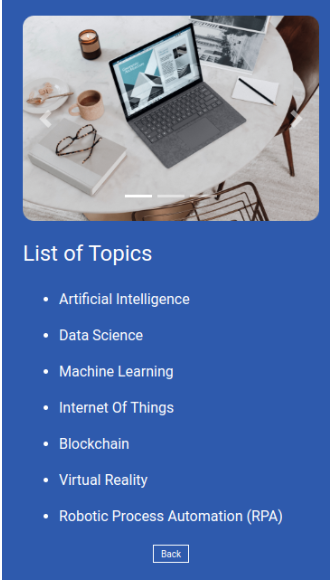 List of Topics
Artificial Intelligence
Data Science
Machine Learning
Internet Of Things
Blockchain
Virtual Reality
Robotic Process Automation (RPA)
Back